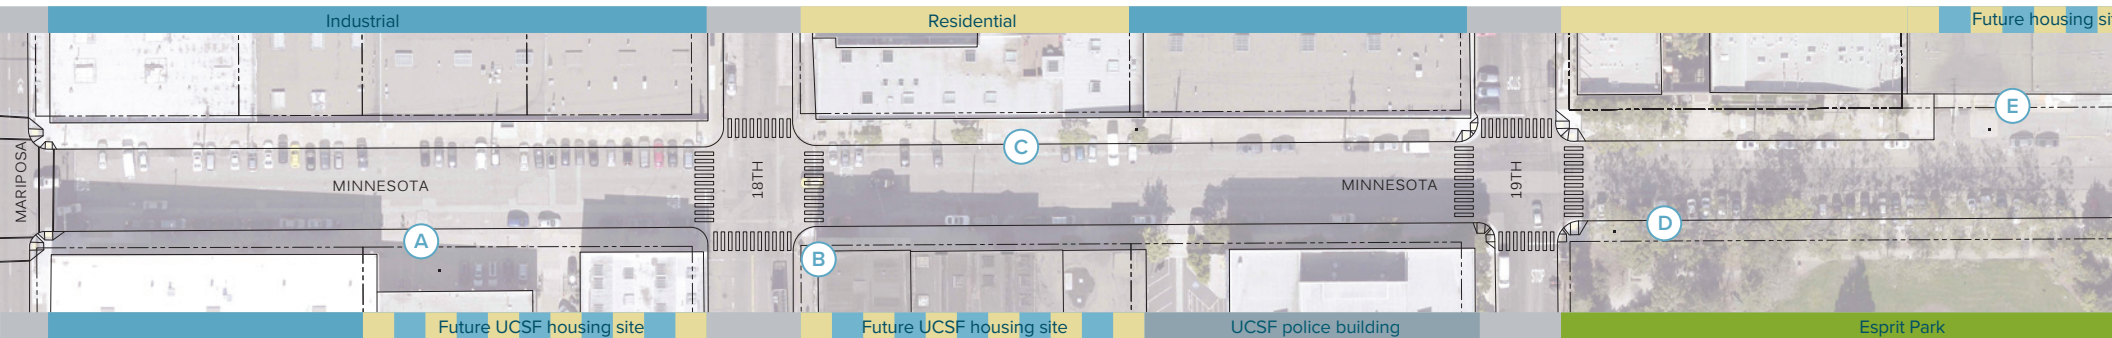 Industrial
Residential
Future housing si
E
C
MARIPOSA
MINNESOTA
18TH
MINNESOTA
19TH
A
B
D
Future UCSF housing site
Future UCSF housing site
UCSF police building
Esprit Park